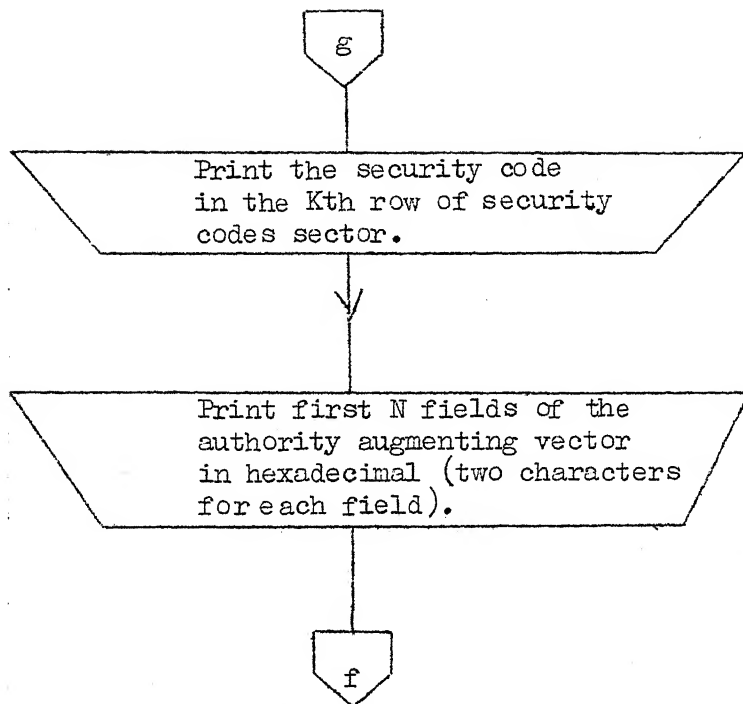 g
Print the security code
in the Kth row of security
codes sector.
Print first N fields of the
authority augmenting vector
in hexadecimal (two characters
for each field).
f